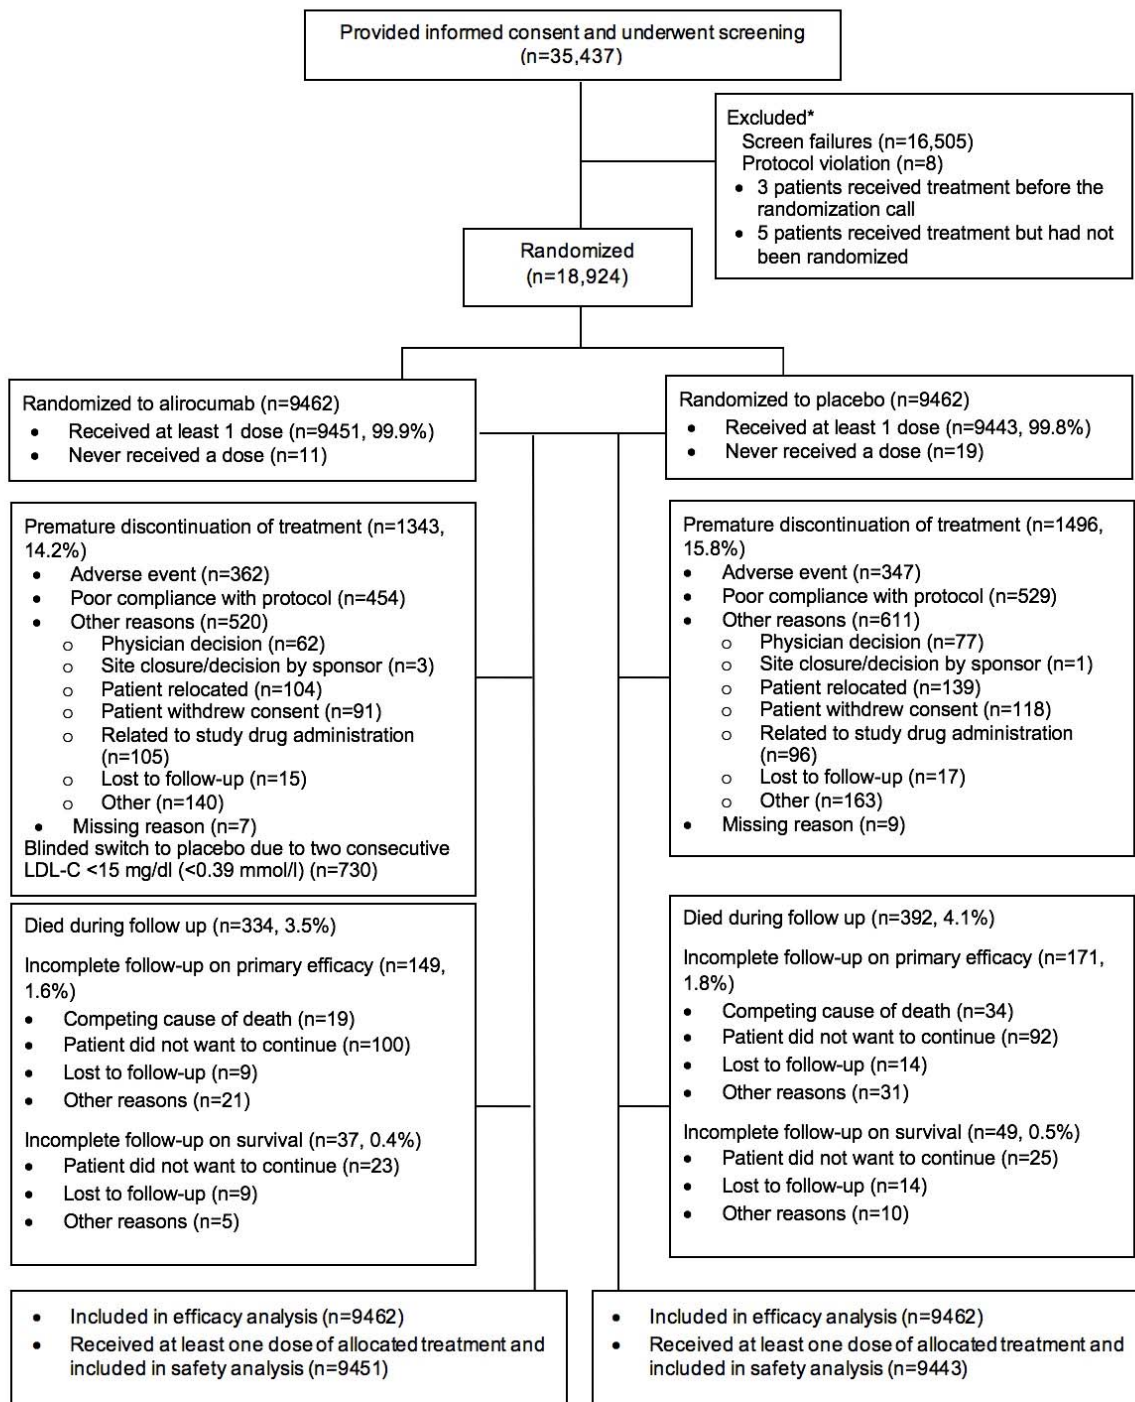 Provided informed consent and underwent screening
(n=35,437)
Excluded*
Screen failures (n=16,505)
Protocol violation (n=8)
• 3 patients received treatment before the
randomization call
• 5 patients received treatment but had not
been randomized
Randomized
(n=18,924)
Randomized to alirocumab (n=9462)
• Received at least 1 dose (n=9451, 99.9%)
• Never received a dose (n=11)
Randomized to placebo (n=9462)
• Received at least 1 dose (n=9443, 99.8%)
• Never received a dose (n=19)
Premature discontinuation of treatment (n=1343,
14.2%)
• Adverse event (n=362)
• Poor compliance with protocol (n=454)
• Other reasons (n=520)
o Physician decision (n=62)
o Site closure/decision by sponsor (n=3)
o Patient relocated (n=104)
o Patient withdrew consent (n=91)
o Related to study drug administration
(n=105)
o Lost to follow-up (n=15)
o Other (n=140)
• Missing reason (n=7)
Blinded switch to placebo due to two consecutive
LDL-C <15 mg/dl (<0.39 mmol/l) (n=730)
Premature discontinuation of treatment (n=1496,
15.8%)
• Adverse event (n=347)
• Poor compliance with protocol (n=529)
• Other reasons (n=611)
o Physician decision (n=77)
o Site closure/decision by sponsor (n=1)
o Patient relocated (n=139)
o Patient withdrew consent (n=118)
o Related to study drug administration
(n=96)
o Lost to follow-up (n=17)
o Other (n=163)
• Missing reason (n=9)
Died during follow up (n=334, 3.5%)
Incomplete follow-up on primary efficacy (n=149,
1.6%)
• Competing cause of death (n=19)
• Patient did not want to continue (n=100)
• Lost to follow-up (n=9)
• Other reasons (n=21)
Incomplete follow-up on survival (n=37, 0.4%)
• Patient did not want to continue (n=23)
• Lost to follow-up (n=9)
• Other reasons (n=5)
Died during follow up (n=392, 4.1%)
Incomplete follow-up on primary efficacy (n=171,
1.8%)
• Competing cause of death (n=34)
• Patient did not want to continue (n=92)
• Lost to follow-up (n=14)
• Other reasons (n=31)
Incomplete follow-up on survival (n=49, 0.5%)
• Patient did not want to continue (n=25)
• Lost to follow-up (n=14)
• Other reasons (n=10)
• Included in efficacy analysis (n=9462)
• Received at least one dose of allocated treatment and
included in safety analysis (n=9451)
• Included in efficacy analysis (n=9462)
• Received at least one dose of allocated treatment and
included in safety analysis (n=9443)